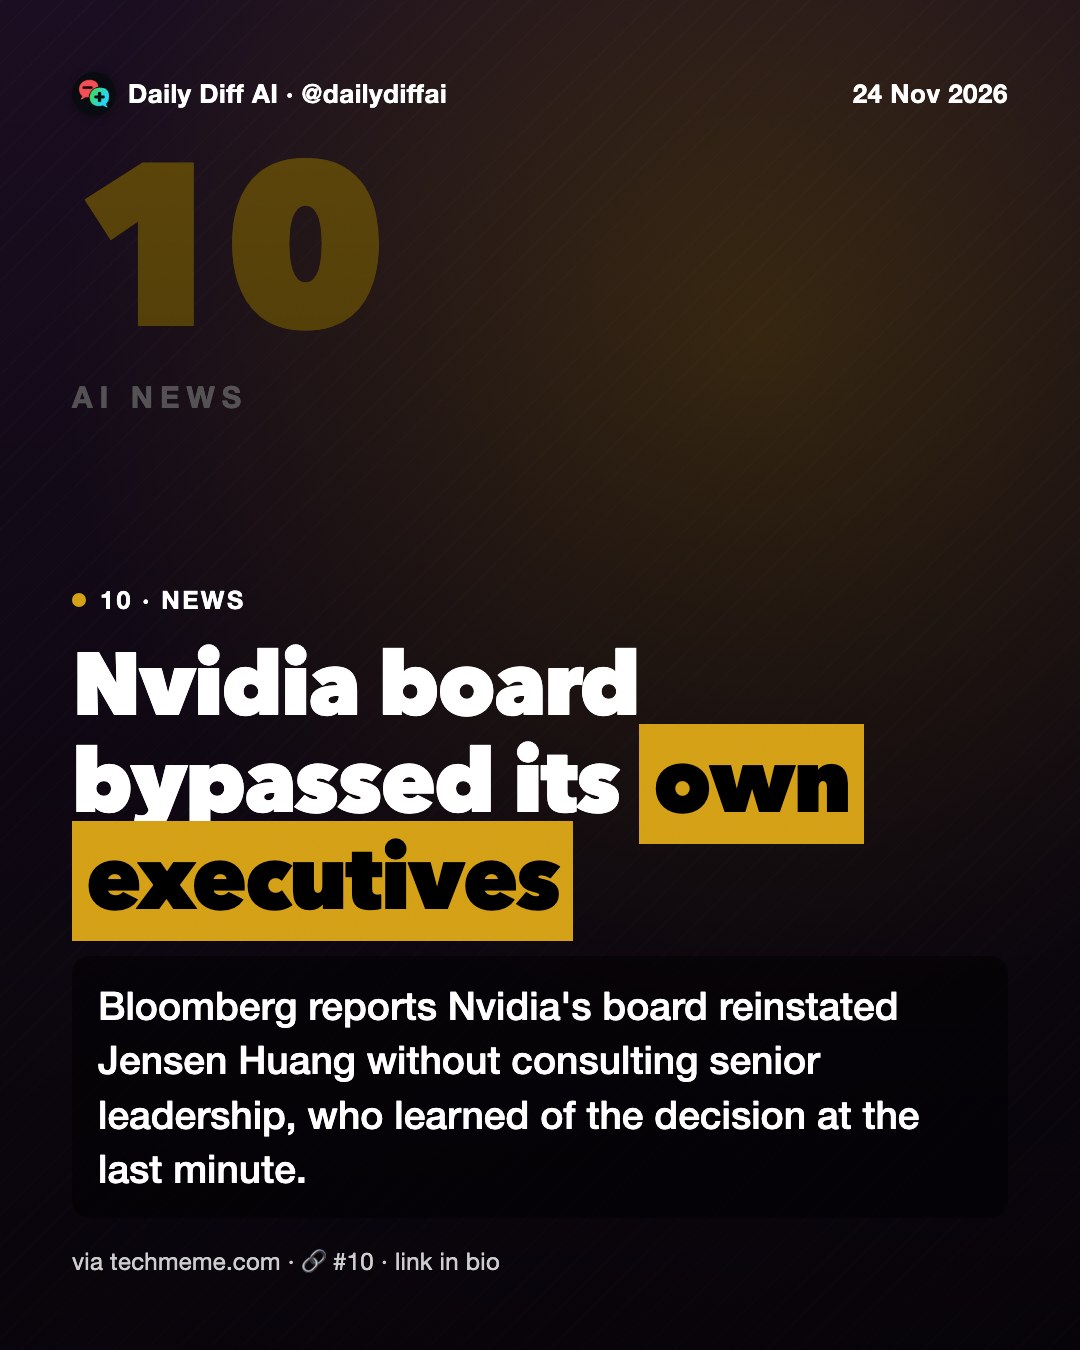 Daily Diff AI · @dailydiffai
24 Nov 2026
10
AI NEWS
10 · NEWS
Nvidia board
bypassed its own
executives
Bloomberg reports Nvidia's board reinstated
Jensen Huang without consulting senior
leadership, who learned of the decision at the
last minute.
via techmeme.com · 🔗 #10 · link in bio